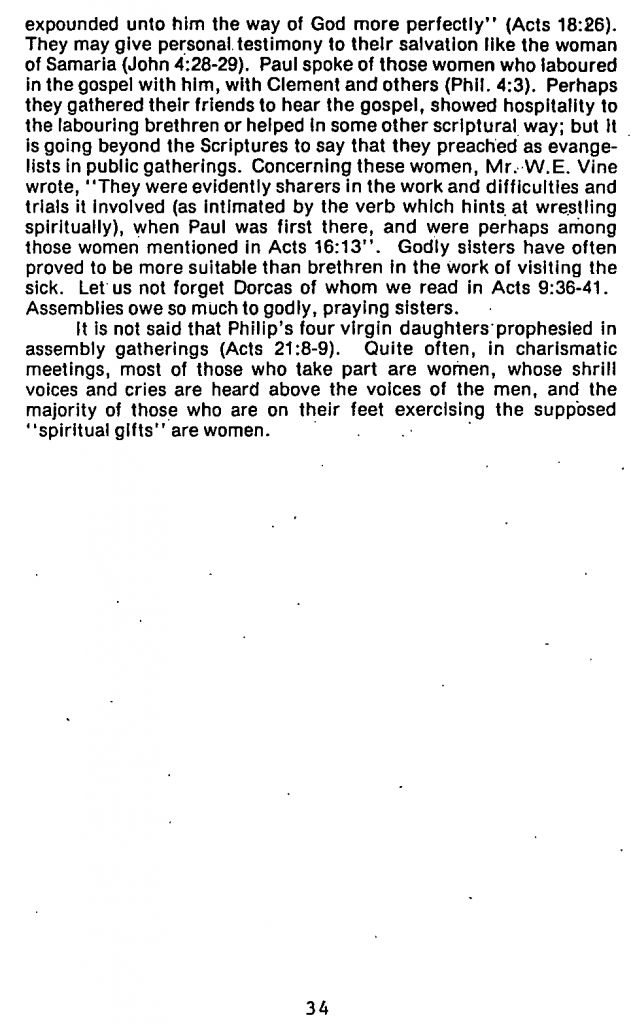 expounded unto him the way of God more perfectly" (Acts 18:26).
They may give personal testimony to their salvation like the woman
of Samaria (John 4:28-29). Paul spoke of those women who laboured
in the gospel with him, with Clement and others (Phil. 4:3). Perhaps
they gathered their friends to hear the gospel, showed hospitality to
the labouring brethren or helped in some other scriptural way; but it
is going beyond the Scriptures to say that they preached as evange-
lists in public gatherings. Concerning these women, Mr. W.E. Vine
wrote, "They were evidently sharers in the work and difficulties and
trials it involved (as intimated by the verb which hints at wrestling
spiritually), when Paul was first there, and were perhaps among
those women mentioned in Acts 16:13". Godly sisters have often
proved to be more suitable than brethren in the work of visiting the
sick. Let us not forget Dorcas of whom we read in Acts 9:36-41.
Assemblies owe so much to godly, praying sisters.
It is not said that Philip's four virgin daughters prophesied in
assembly gatherings (Acts 21:8-9). Quite often, in charismatic
meetings, most of those who take part are women, whose shrill
voices and cries are heard above the voices of the men, and the
majority of those who are on their feet exercising the supposed
"spiritual gifts" are women.
34